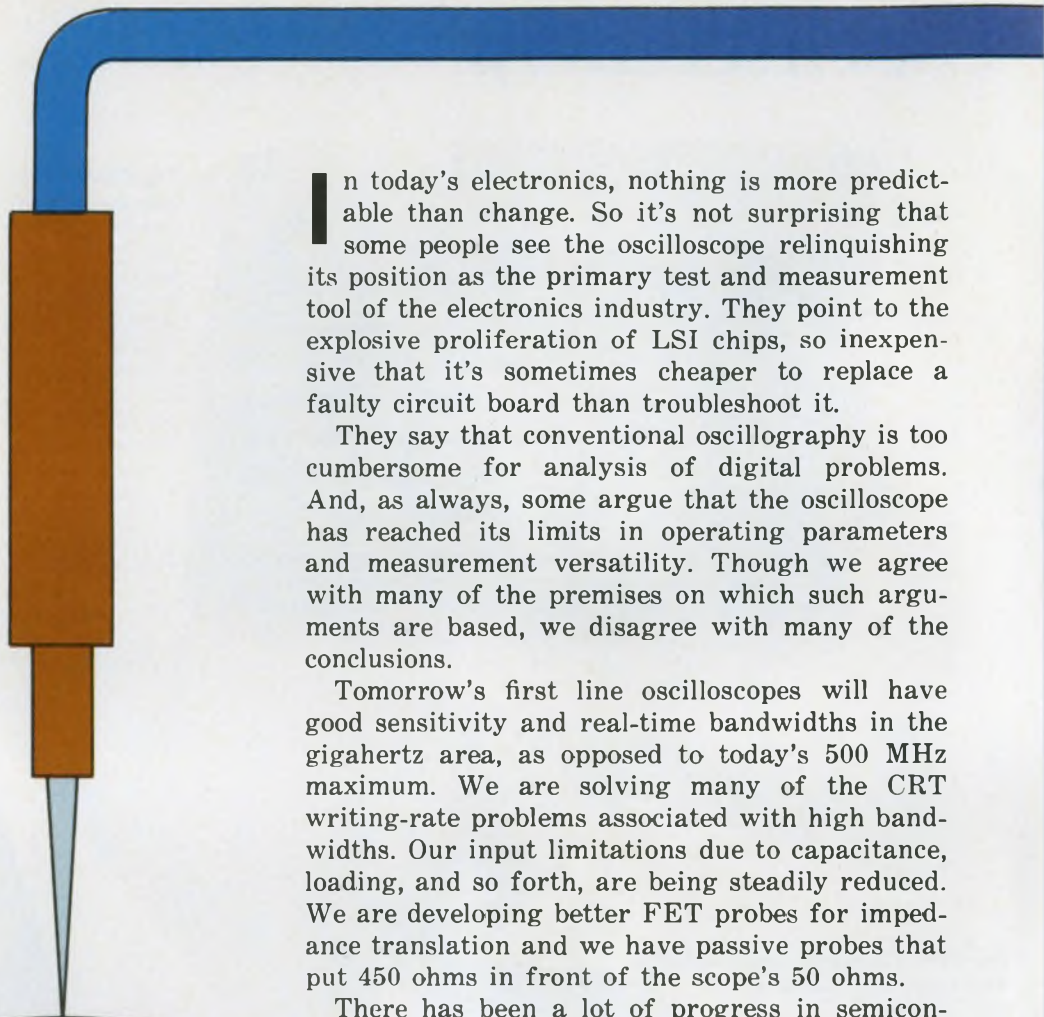 In today's electronics, nothing is more predict-
able than change. So it's not surprising that
some people see the oscilloscope relinquishing
its position as the primary test and measurement
tool of the electronics industry. They point to the
explosive proliferation of LSI chips, so inexpen-
sive that it's sometimes cheaper to replace a
faulty circuit board than troubleshoot it.
They say that conventional oscillography is too
cumbersome for analysis of digital problems.
And, as always, some argue that the oscilloscope
has reached its limits in operating parameters
and measurement versatility. Though we agree
with many of the premises on which such argu-
ments are based, we disagree with many of the
conclusions.
Tomorrow's first line oscilloscopes will have
good sensitivity and real-time bandwidths in the
gigahertz area, as opposed to today's 500 MHz
maximum. We are solving many of the CRT
writing-rate problems associated with high band-
widths. Our input limitations due to capacitance,
loading, and so forth, are being steadily reduced.
We are developing better FET probes for imped-
ance translation and we have passive probes that
put 450 ohms in front of the scope's 50 ohms.
There has been a lot of progress in semicon-